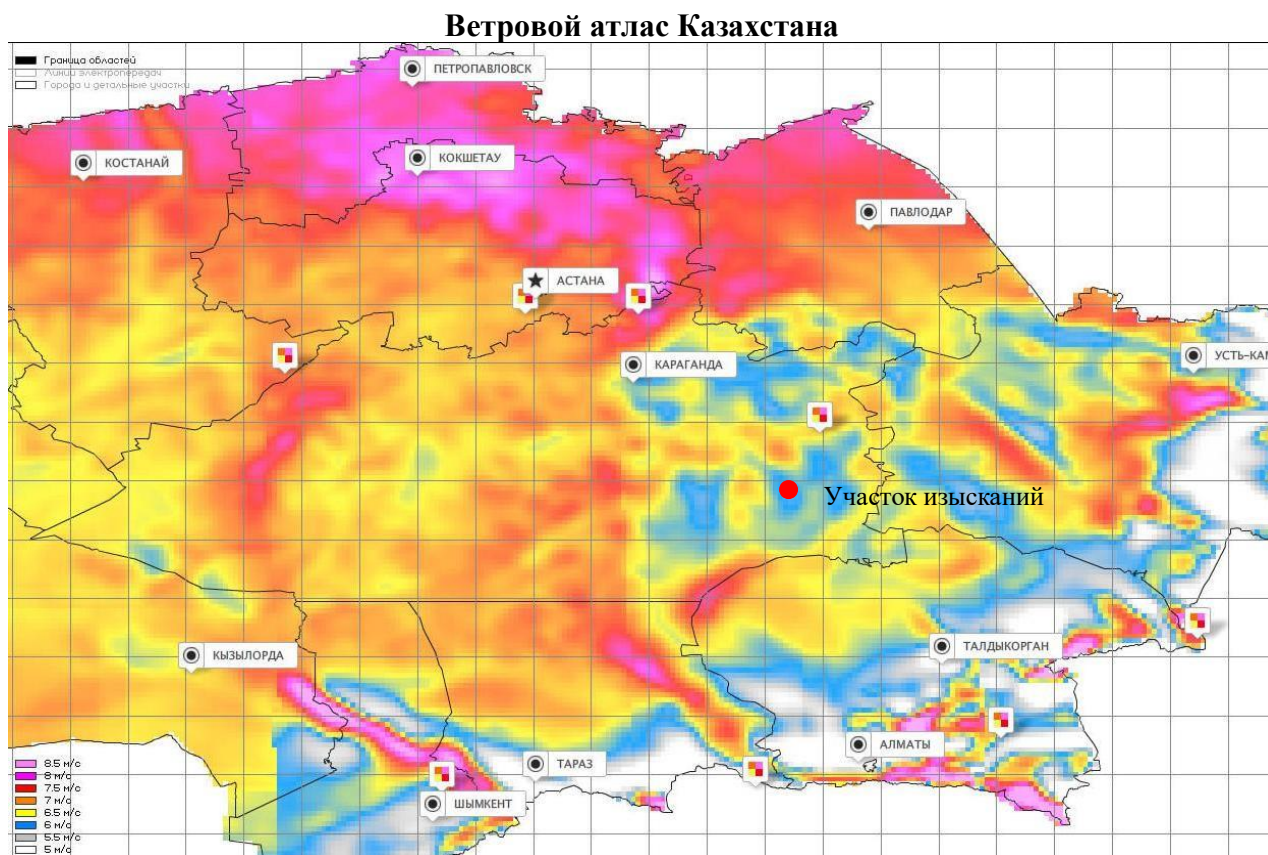 Ветровой атлас Казахстана
Граница областей
Линии электропередач
Города и детальные участки
ПЕТРОПАВЛОВСК
КОСТАНАЙ
КОКШЕТАУ
ПАВЛОДАР
АСТАНА
КАРАГАНДА
УСТЬ-КАМ
Участок изысканий
КЫЗЫЛОРДА
ТАЛДЫКОРГАН
АЛМАТЫ
ТАРАЗ
ШЫМКЕНТ
8.5 м/с
8 м/с
7.5 м/с
7 м/с
6.5 м/с
6 м/с
5.5 м/с
5 м/с